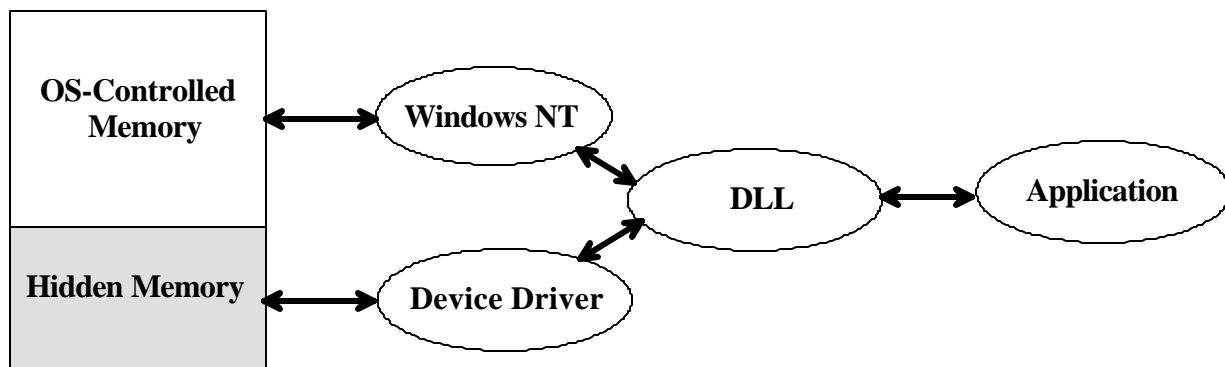 OS-Controlled
Memory
Windows NT
DLL
Application
Hidden Memory
Device Driver